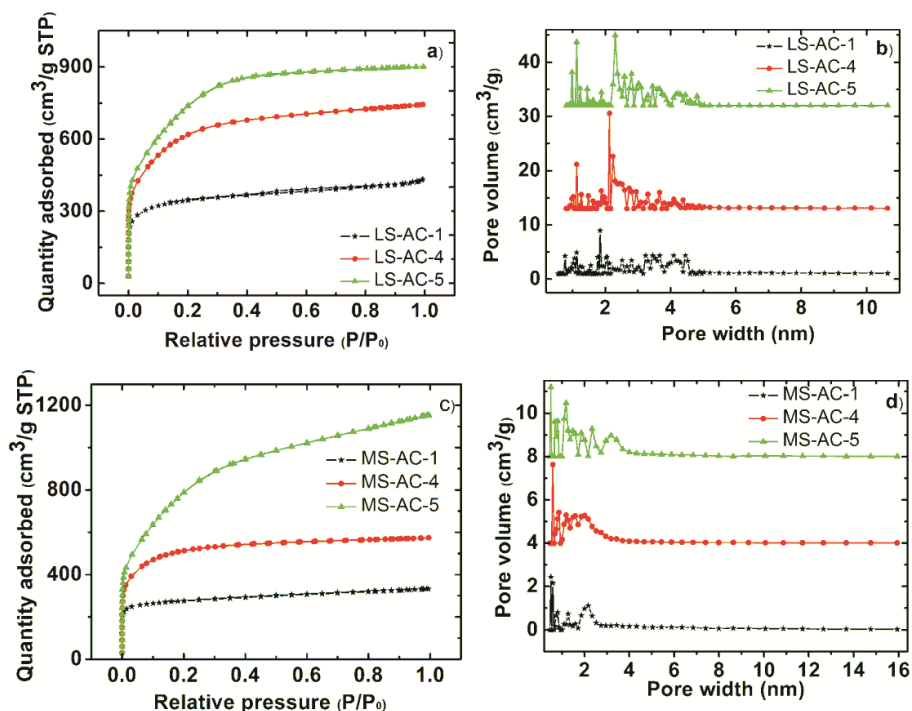 a)
900
600
300
0
Quantity adsorbed (cm³/g STP)
LS-AC-1
LS-AC-4
LS-AC-5
0.0 0.2 0.4 0.6 0.8 1.0
Relative pressure (P/P₀)
b)
50
40
30
20
10
0
Pore volume (cm³/g)
LS-AC-1
LS-AC-4
LS-AC-5
2 4 6 8 10
Pore width (nm)
c)
1200
800
400
0
Quantity adsorbed (cm³/g STP)
MS-AC-1
MS-AC-4
MS-AC-5
0.0 0.2 0.4 0.6 0.8 1.0
Relative pressure (P/P₀)
d)
10
8
6
4
2
0
Pore volume (cm³/g)
MS-AC-1
MS-AC-4
MS-AC-5
2 4 6 8 10 12 14 16
Pore width (nm)